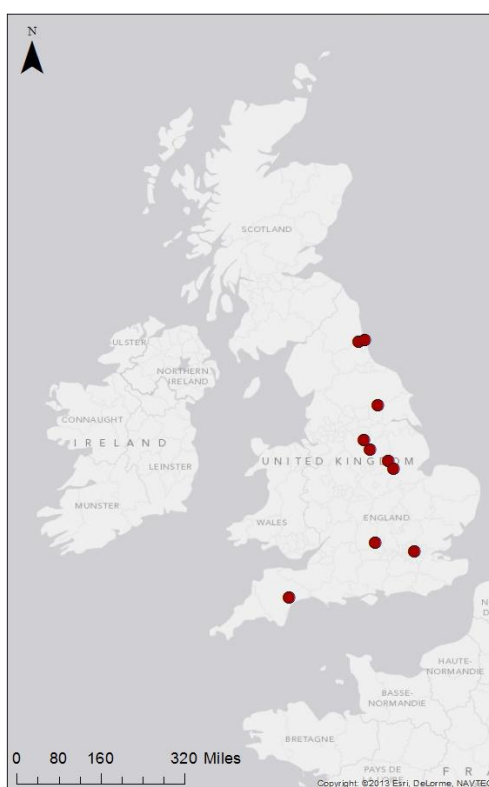 N
SCOTLAND
ULSTER
NORTHERN
IRELAND
CONNAUGHT
IRELAND
LEINSTER
UNITED KINGDOM
MUNSTER
WALES
ENGLAND
N
D
HAUTE-
NORMANDIE
BASSE-
NORMANDIE
BRETAGNE
PAYS DE
F R A
0 80 160 320 Miles
Copyright: ©2013 Esri, DeLorme, NAVTEQ